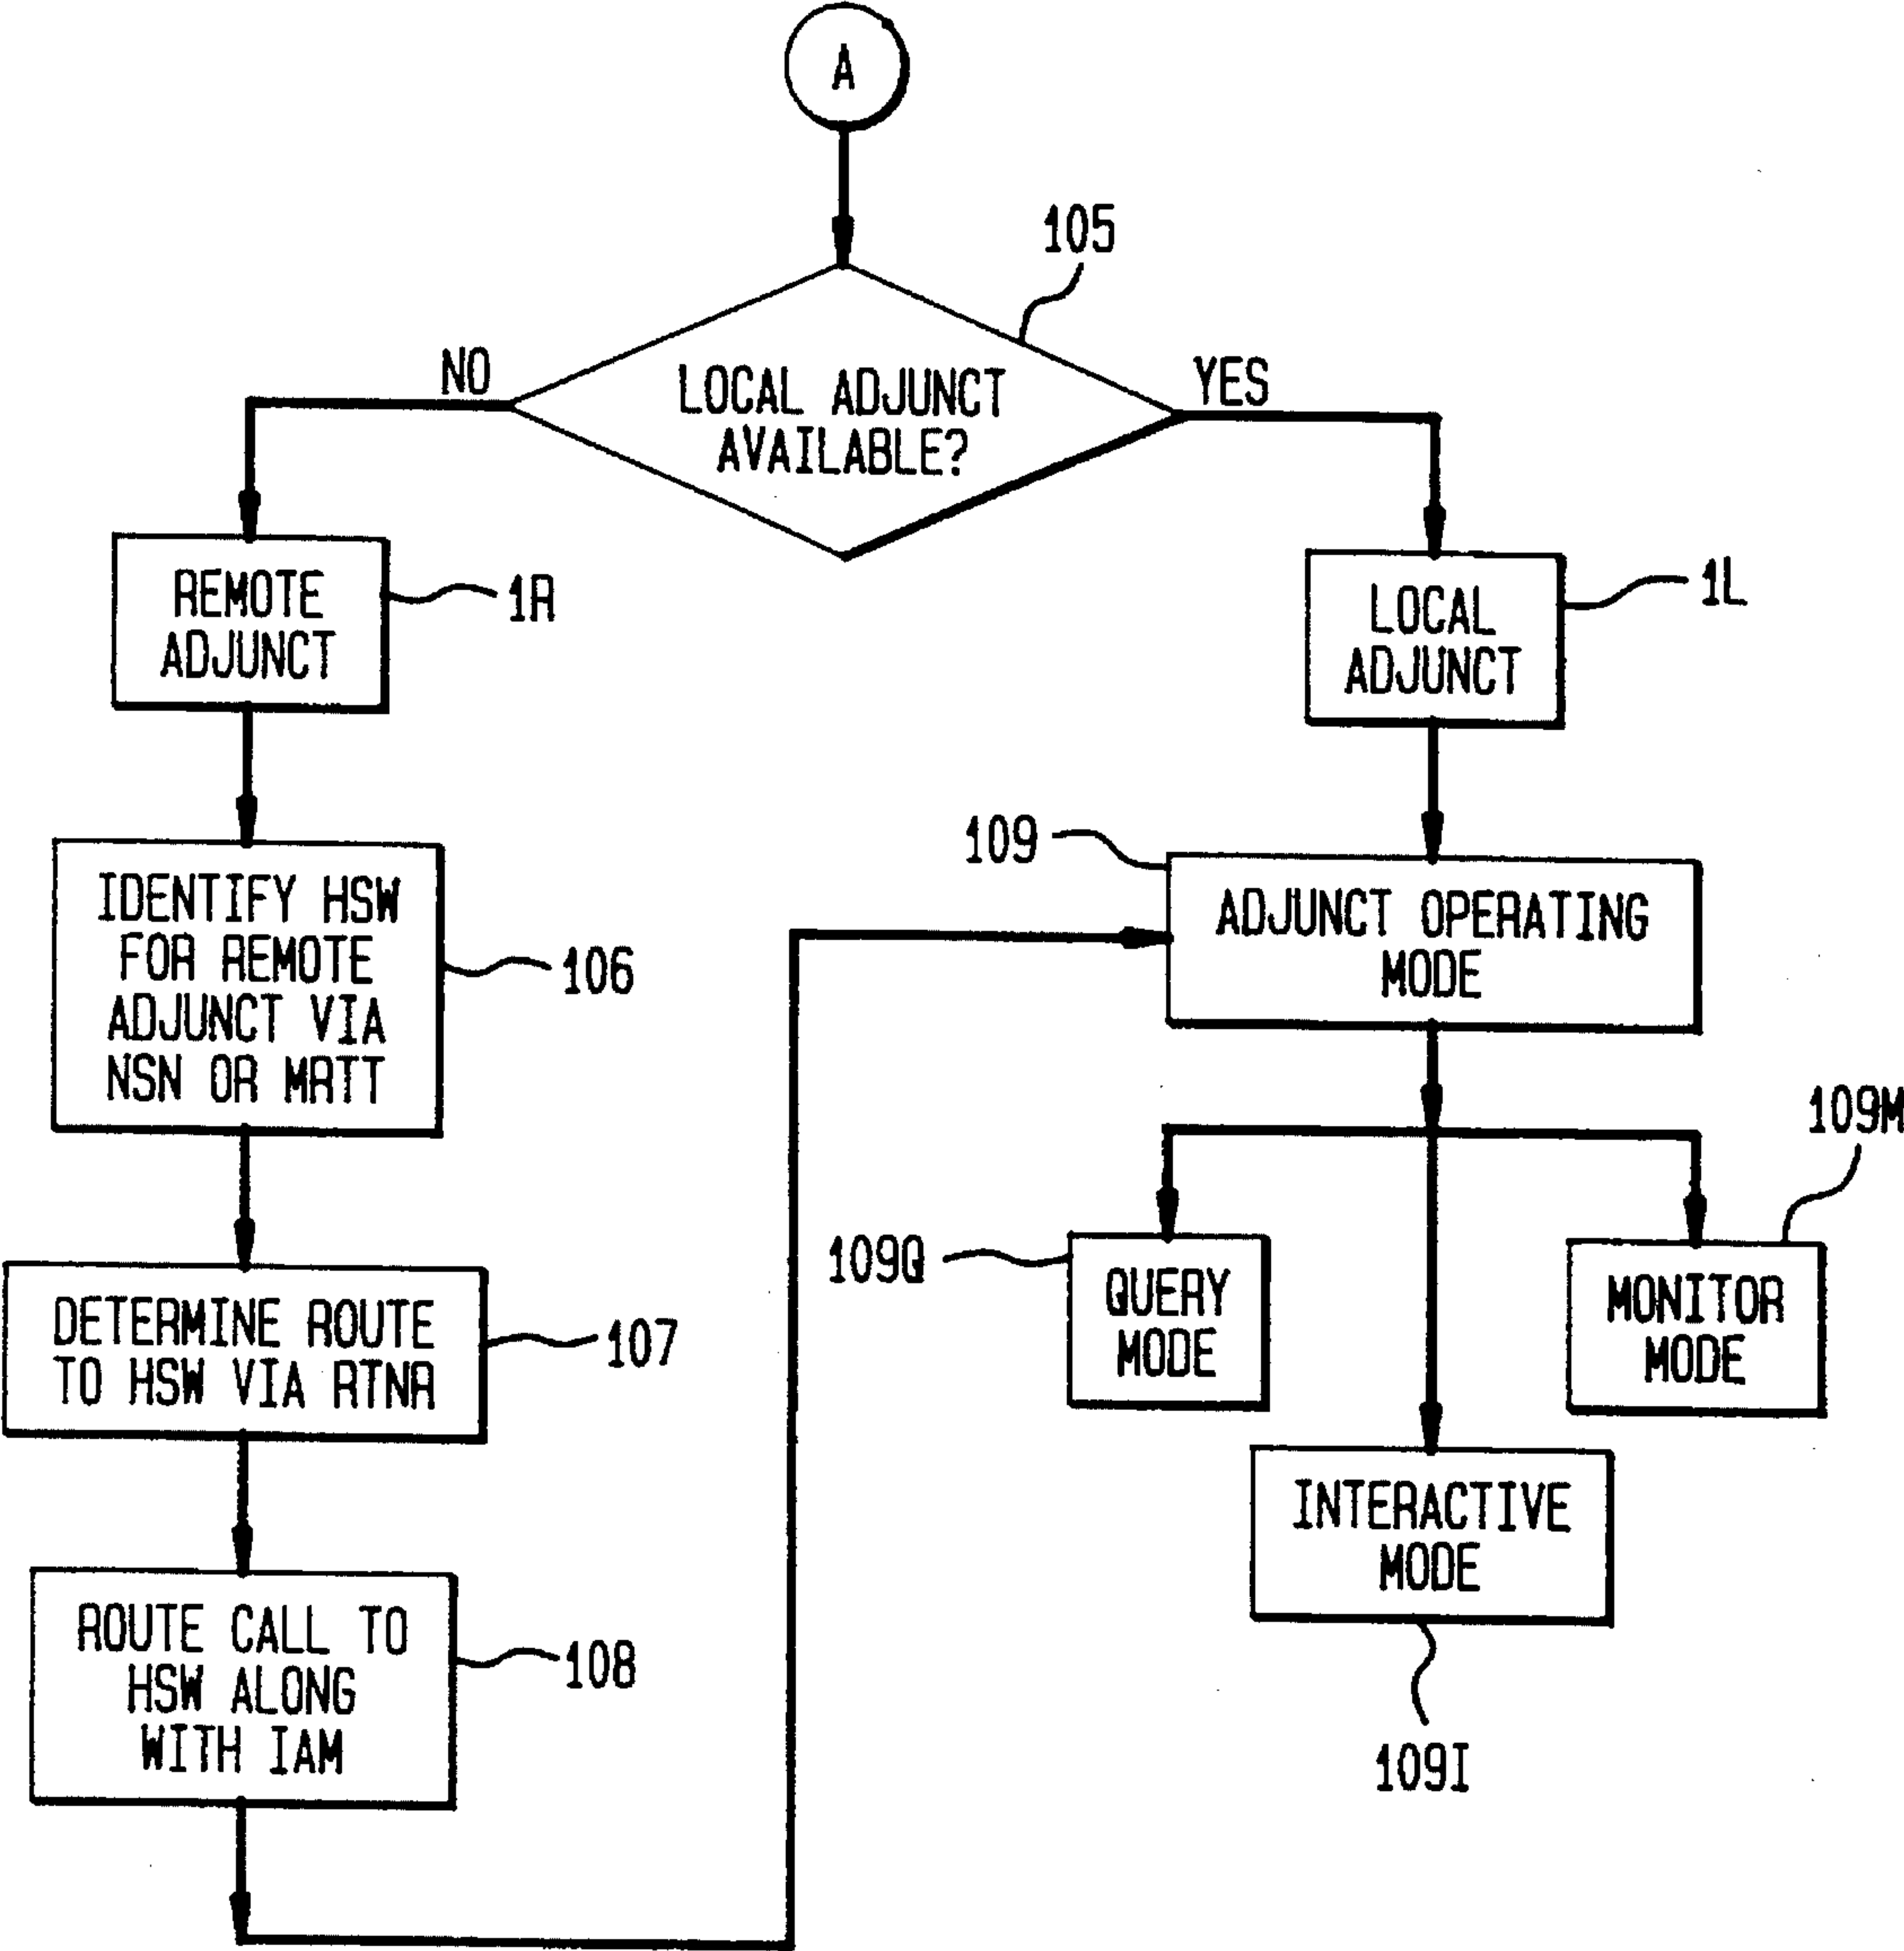 A
105
NO
LOCAL ADJUNCT
AVAILABLE?
YES
REMOTE
ADJUNCT
1R
LOCAL
ADJUNCT
1L
IDENTIFY HSW
FOR REMOTE
ADJUNCT VIA
NSN OR MRTT
106
109
ADJUNCT OPERATING
MODE
109M
109Q
QUERY
MODE
MONITOR
MODE
DETERMINE ROUTE
TO HSW VIA RTNR
107
INTERACTIVE
MODE
109I
ROUTE CALL TO
HSW ALONG
WITH IAM
108